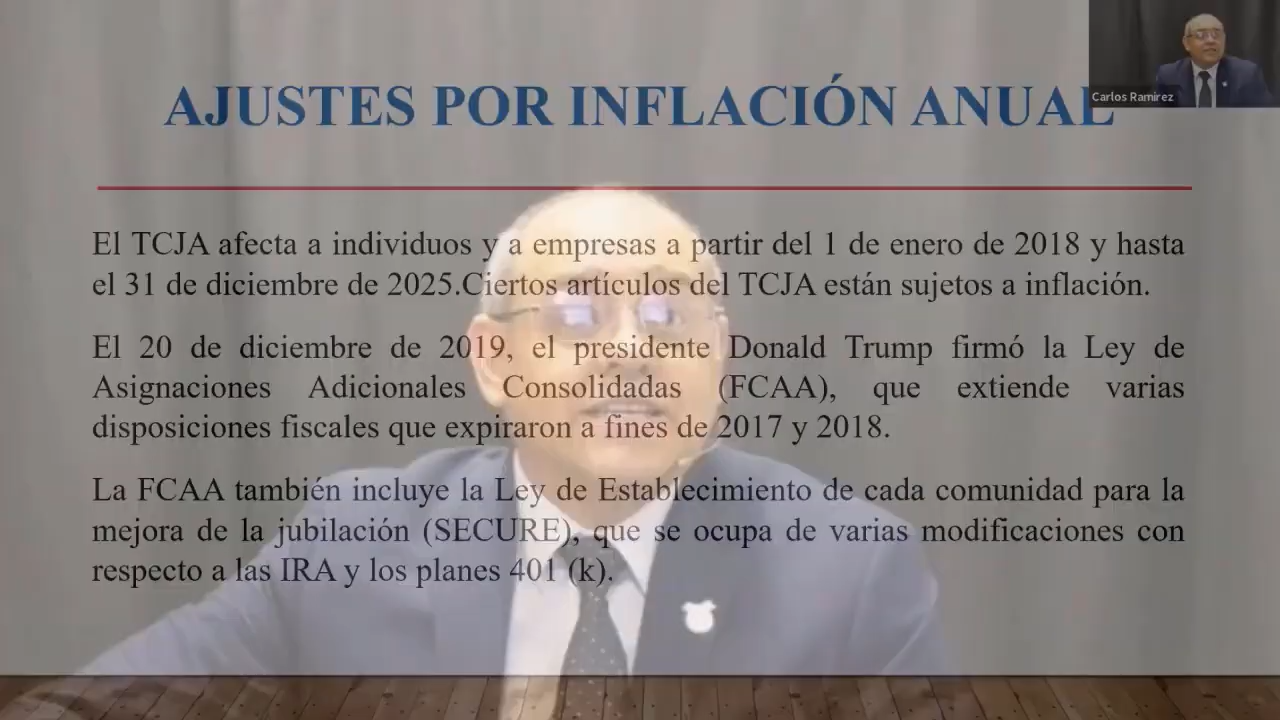 AJUSTES POR INFLACIÓN ANUAL
Carlos Ramírez
El TCJA afecta a individuos y a empresas a partir del 1 de enero de 2018 y hasta
el 31 de diciembre de 2025.Ciertos artículos del TCJA están sujetos a inflación.
El 20 de diciembre de 2019, el presidente Donald Trump firmó la Ley de
Asignaciones Adicionales Consolidadas (FCAA), que extiende varias
disposiciones fiscales que expiraron a fines de 2017 y 2018.
La FCAA también incluye la Ley de Establecimiento de cada comunidad para la
mejora de la jubilación (SECURE), que se ocupa de varias modificaciones con
respecto a las IRA y los planes 401 (k).